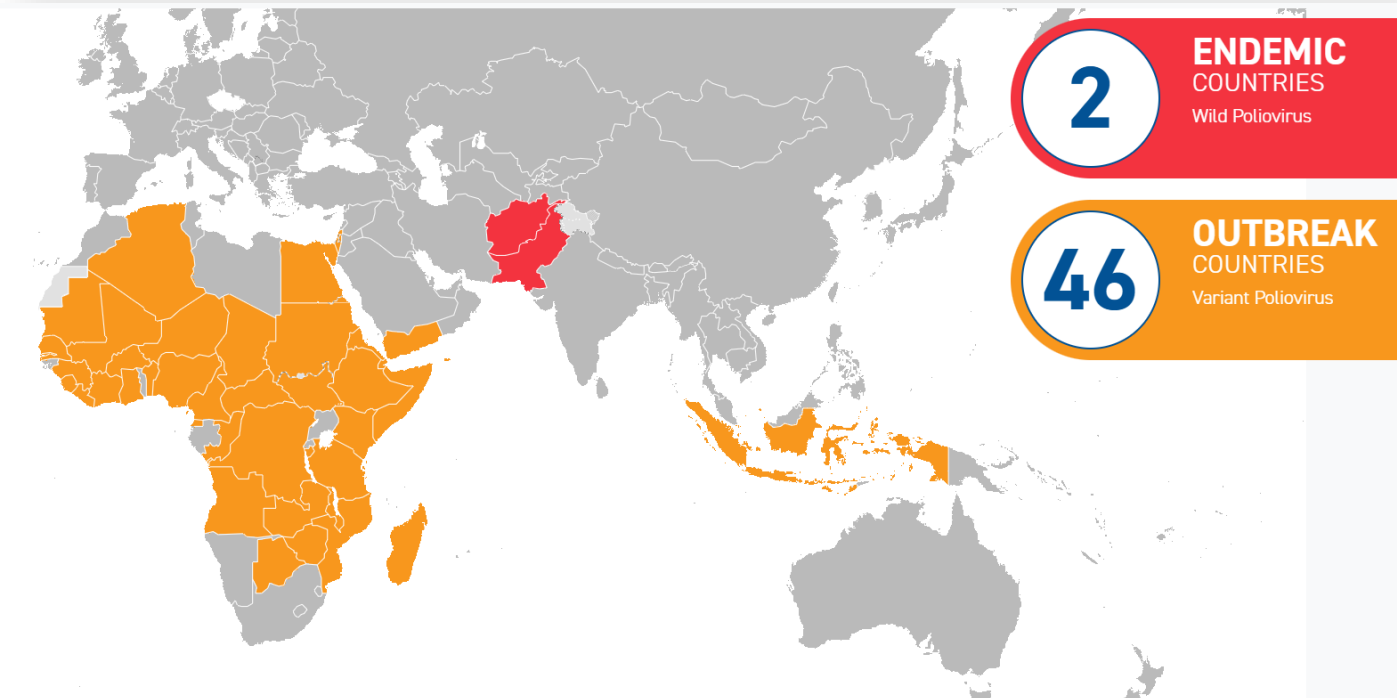 2
ENDEMIC
COUNTRIES
Wild Poliovirus
46
OUTBREAK
COUNTRIES
Variant Poliovirus